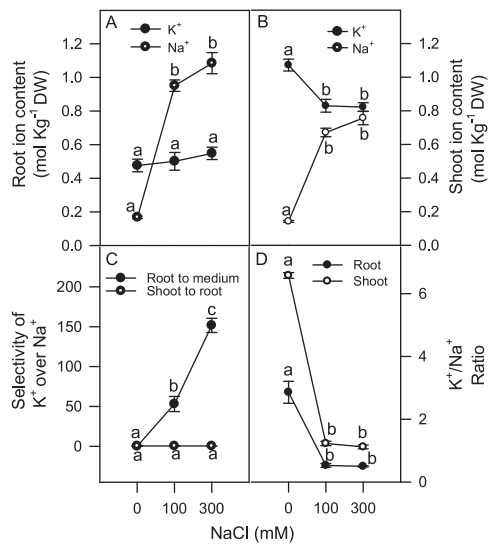 A
K+
Na+
Root ion content
(mol Kg-1 DW)
1.2
1.0
0.8
0.6
0.4
0.2
0.0
a
b
b
a
a
a
a
B
K+
Na+
Shoot ion content
(mol Kg-1 DW)
1.2
1.0
0.8
0.6
0.4
0.2
0.0
a
b
b
b
b
a
C
Root to medium
Shoot to root
Selectivity of
K+ over Na+
200
150
100
50
0
c
b
a
a
a
a
D
Root
Shoot
K+/Na+
Ratio
6
4
2
0
a
a
b
b
b
b
0
100
300
0
100
300
NaCl (mM)